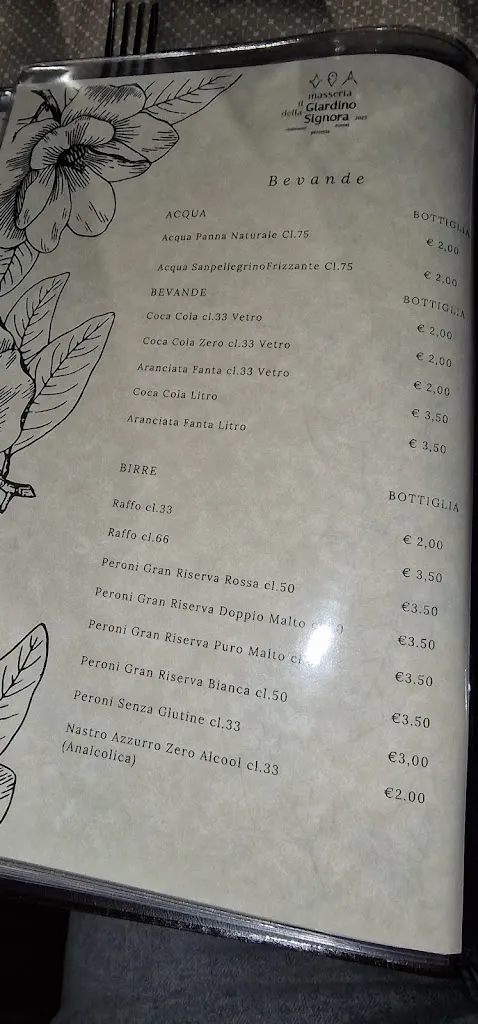 masseria
il Giardino
della Signora 2025
Bevande
ACQUA BOTTIGLIA
Acqua Panna Naturale Cl.75 € 2,00
Acqua SanpellegrinoFrizzante Cl.75 € 2,00
BEVANDE BOTTIGLIA
Coca Cola cl.33 Vetro € 2,00
Coca Cola Zero cl.33 Vetro € 2,00
Aranciata Fanta cl.33 Vetro € 2,00
Coca Cola Litro € 3,50
Aranciata Fanta Litro € 3,50
BIRRE BOTTIGLIA
Raffo cl.33 € 2,00
Raffo cl.66 € 3,50
Peroni Gran Riserva Rossa cl.50 €3.50
Peroni Gran Riserva Doppio Malto €3.50
Peroni Gran Riserva Puro Malto €3.50
Peroni Gran Riserva Bianca cl.50 €3.50
Peroni Senza Glutine cl.33 €3,00
Nastro Azzurro Zero Alcool cl.33 €2.00
(Analcolica)